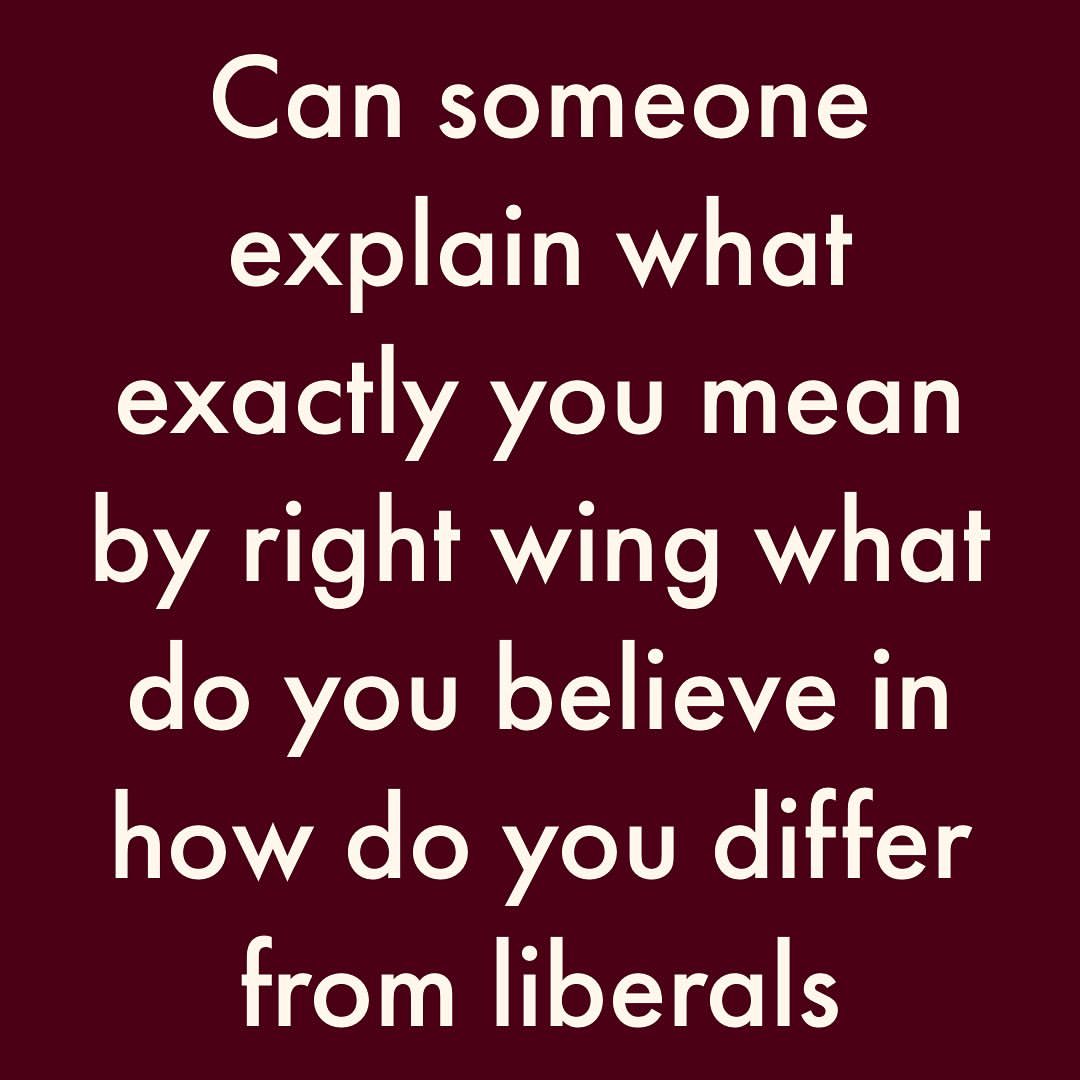 Can someone
explain what
exactly you mean
by right wing what
do you believe in
how do you differ
from liberals